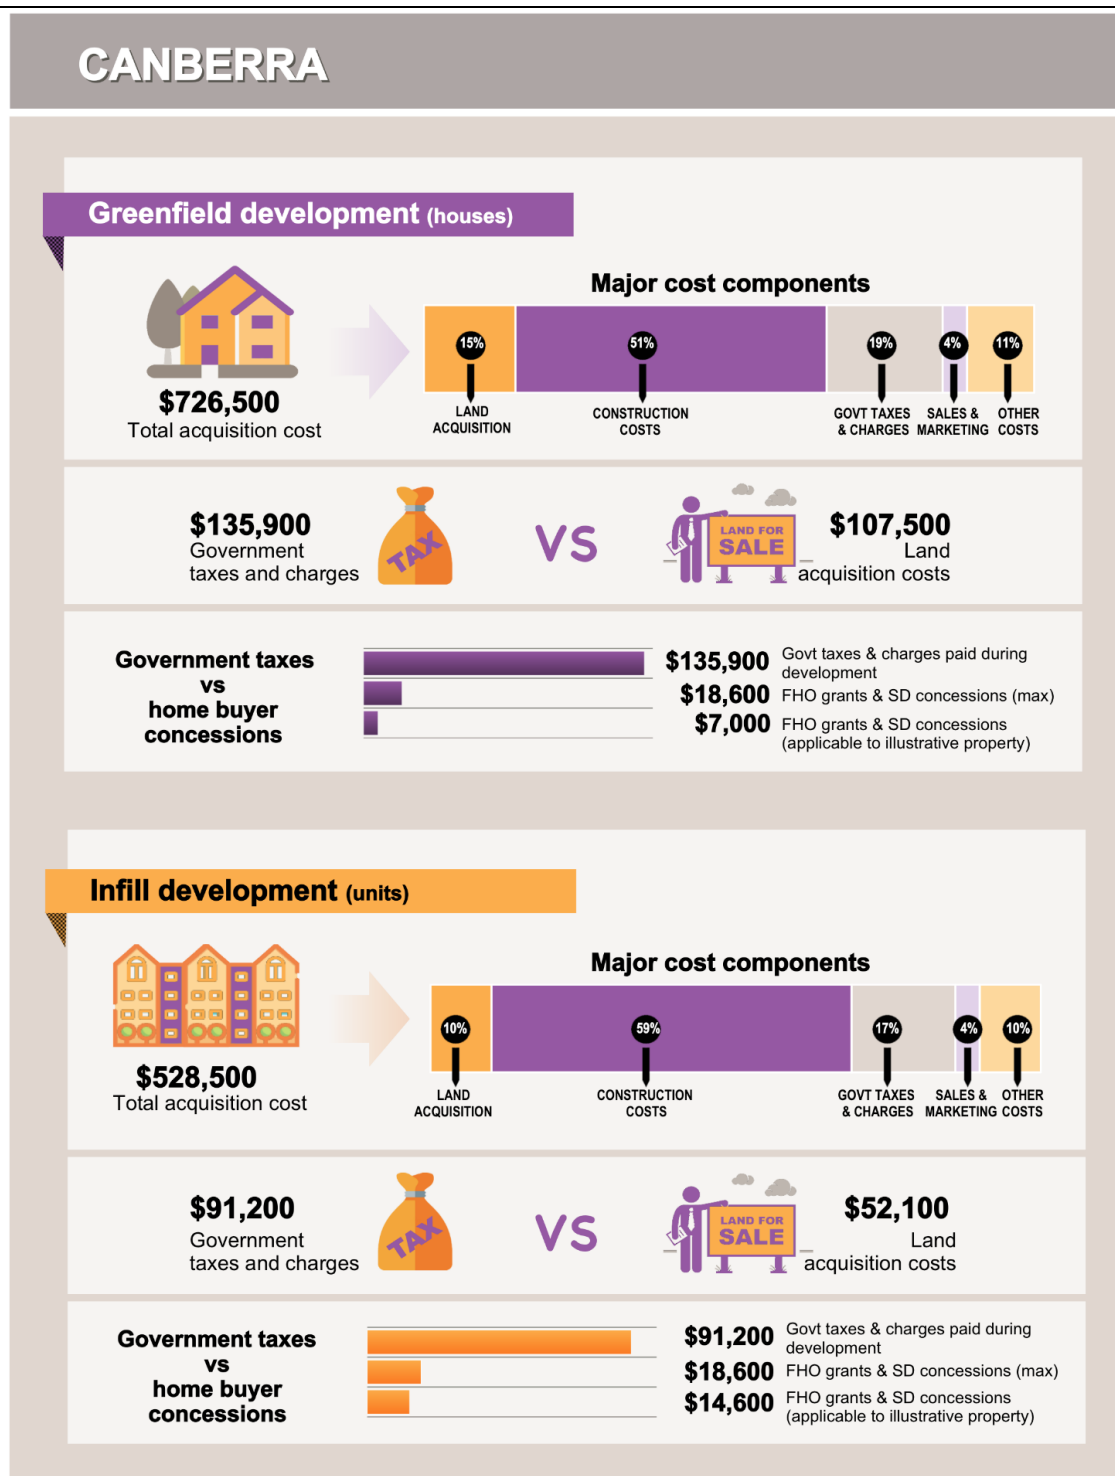 CANBERRA
Greenfield development (houses)
Major cost components
15%
51%
19%
4%
11%
LAND
ACQUISITION
CONSTRUCTION
COSTS
GOVT TAXES
& CHARGES
SALES &
MARKETING
OTHER
COSTS
$726,500
Total acquisition cost
$135,900
Government
taxes and charges
TAX
VS
LAND FOR
SALE
$107,500
Land
acquisition costs
Government taxes
vs
home buyer
concessions
$135,900 Govt taxes & charges paid during
development
$18,600 FHO grants & SD concessions (max)
$7,000 FHO grants & SD concessions
(applicable to illustrative property)
Infill development (units)
Major cost components
10%
59%
17%
4%
10%
LAND
ACQUISITION
CONSTRUCTION
COSTS
GOVT TAXES
& CHARGES
SALES &
MARKETING
OTHER
COSTS
$528,500
Total acquisition cost
$91,200
Government
taxes and charges
TAX
VS
LAND FOR
SALE
$52,100
Land
acquisition costs
Government taxes
vs
home buyer
concessions
$91,200 Govt taxes & charges paid during
development
$18,600 FHO grants & SD concessions (max)
$14,600 FHO grants & SD concessions
(applicable to illustrative property)